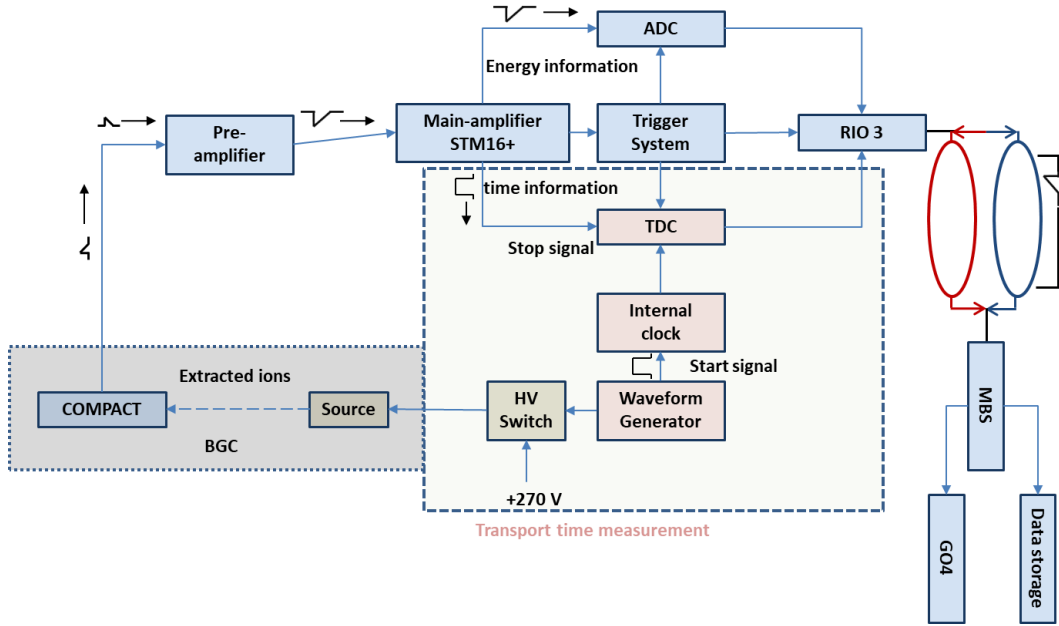 ADC
Energy information
Pre-
amplifier
Main-amplifier
STM16+
Trigger
System
RIO 3
time information
TDC
Stop signal
Internal
clock
Start signal
Extracted ions
COMPACT
Source
HV
Switch
Waveform
Generator
BGC
MBS
+270 V
Transport time measurement
GO4
Data storage